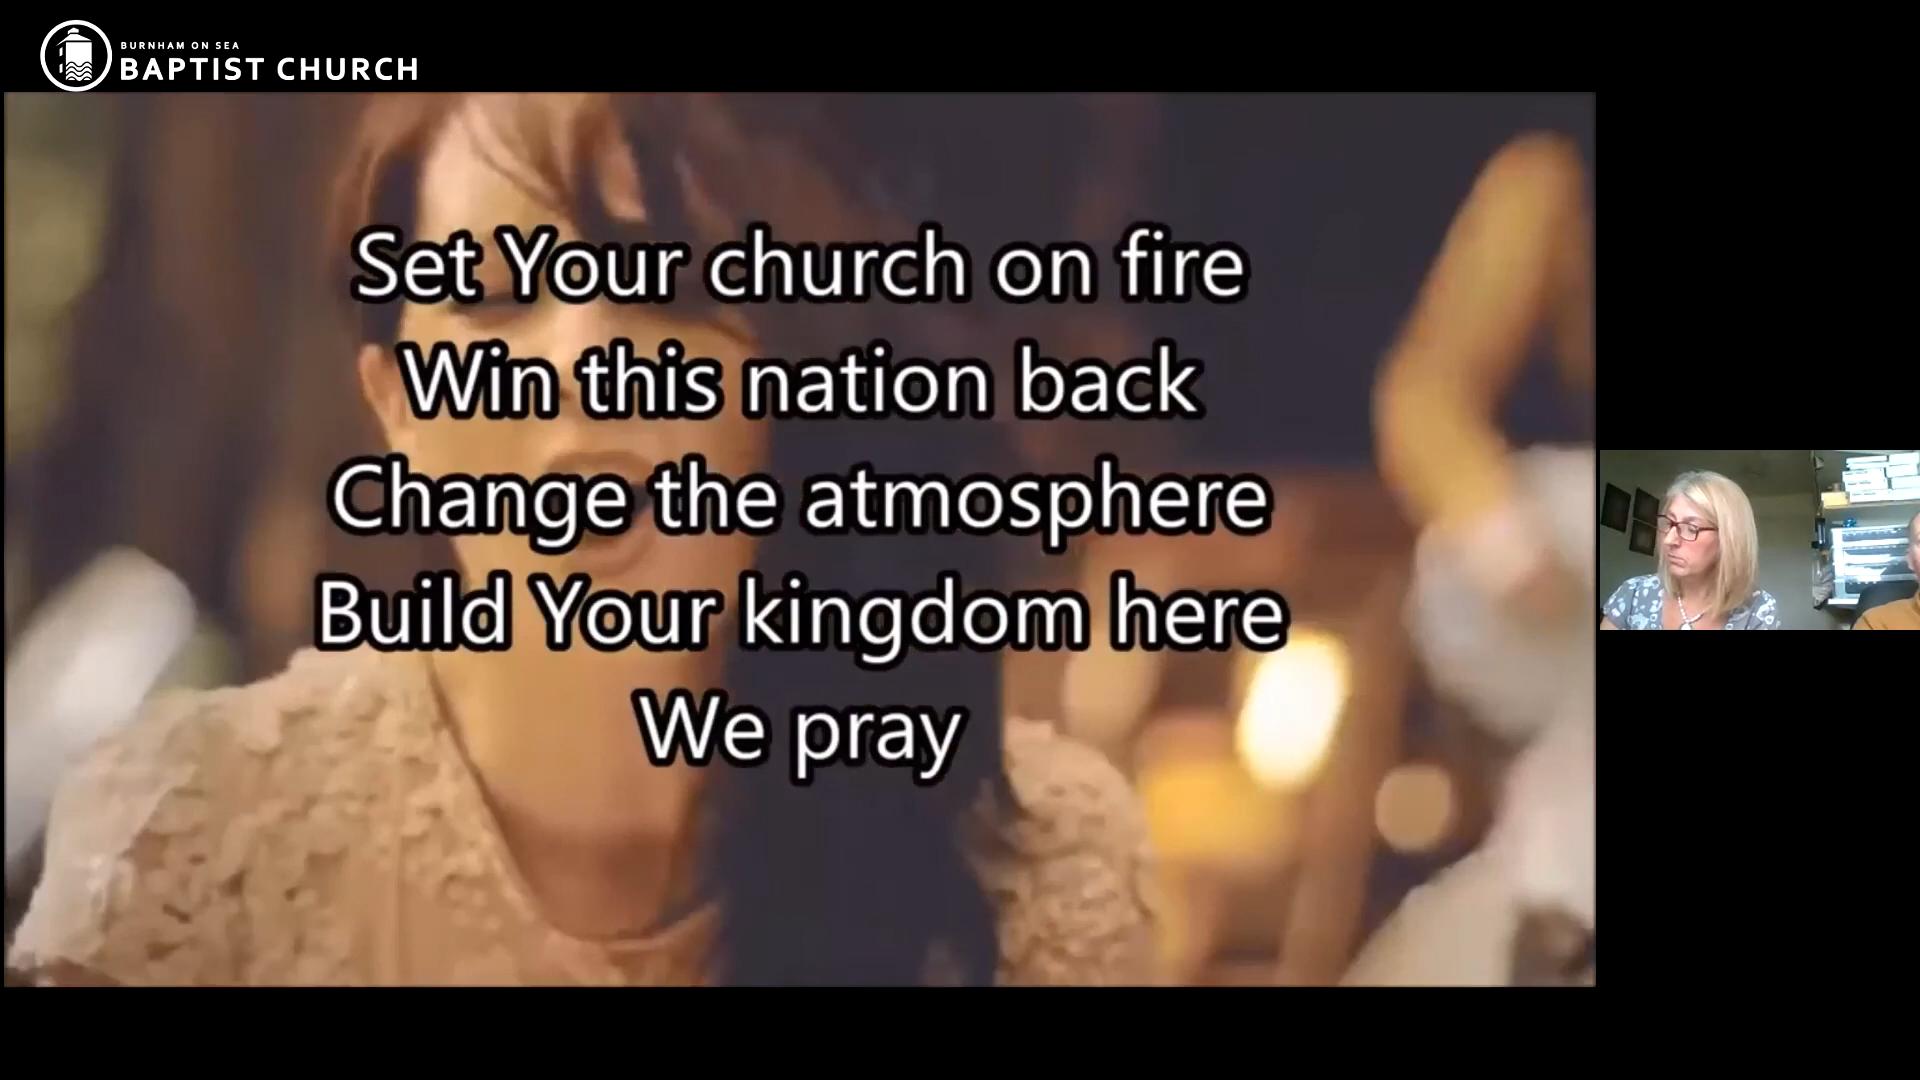 BURNHAM ON SEA
BAPTIST CHURCH
Set Your church on fire
Win this nation back
Change the atmosphere
Build Your kingdom here
We pray